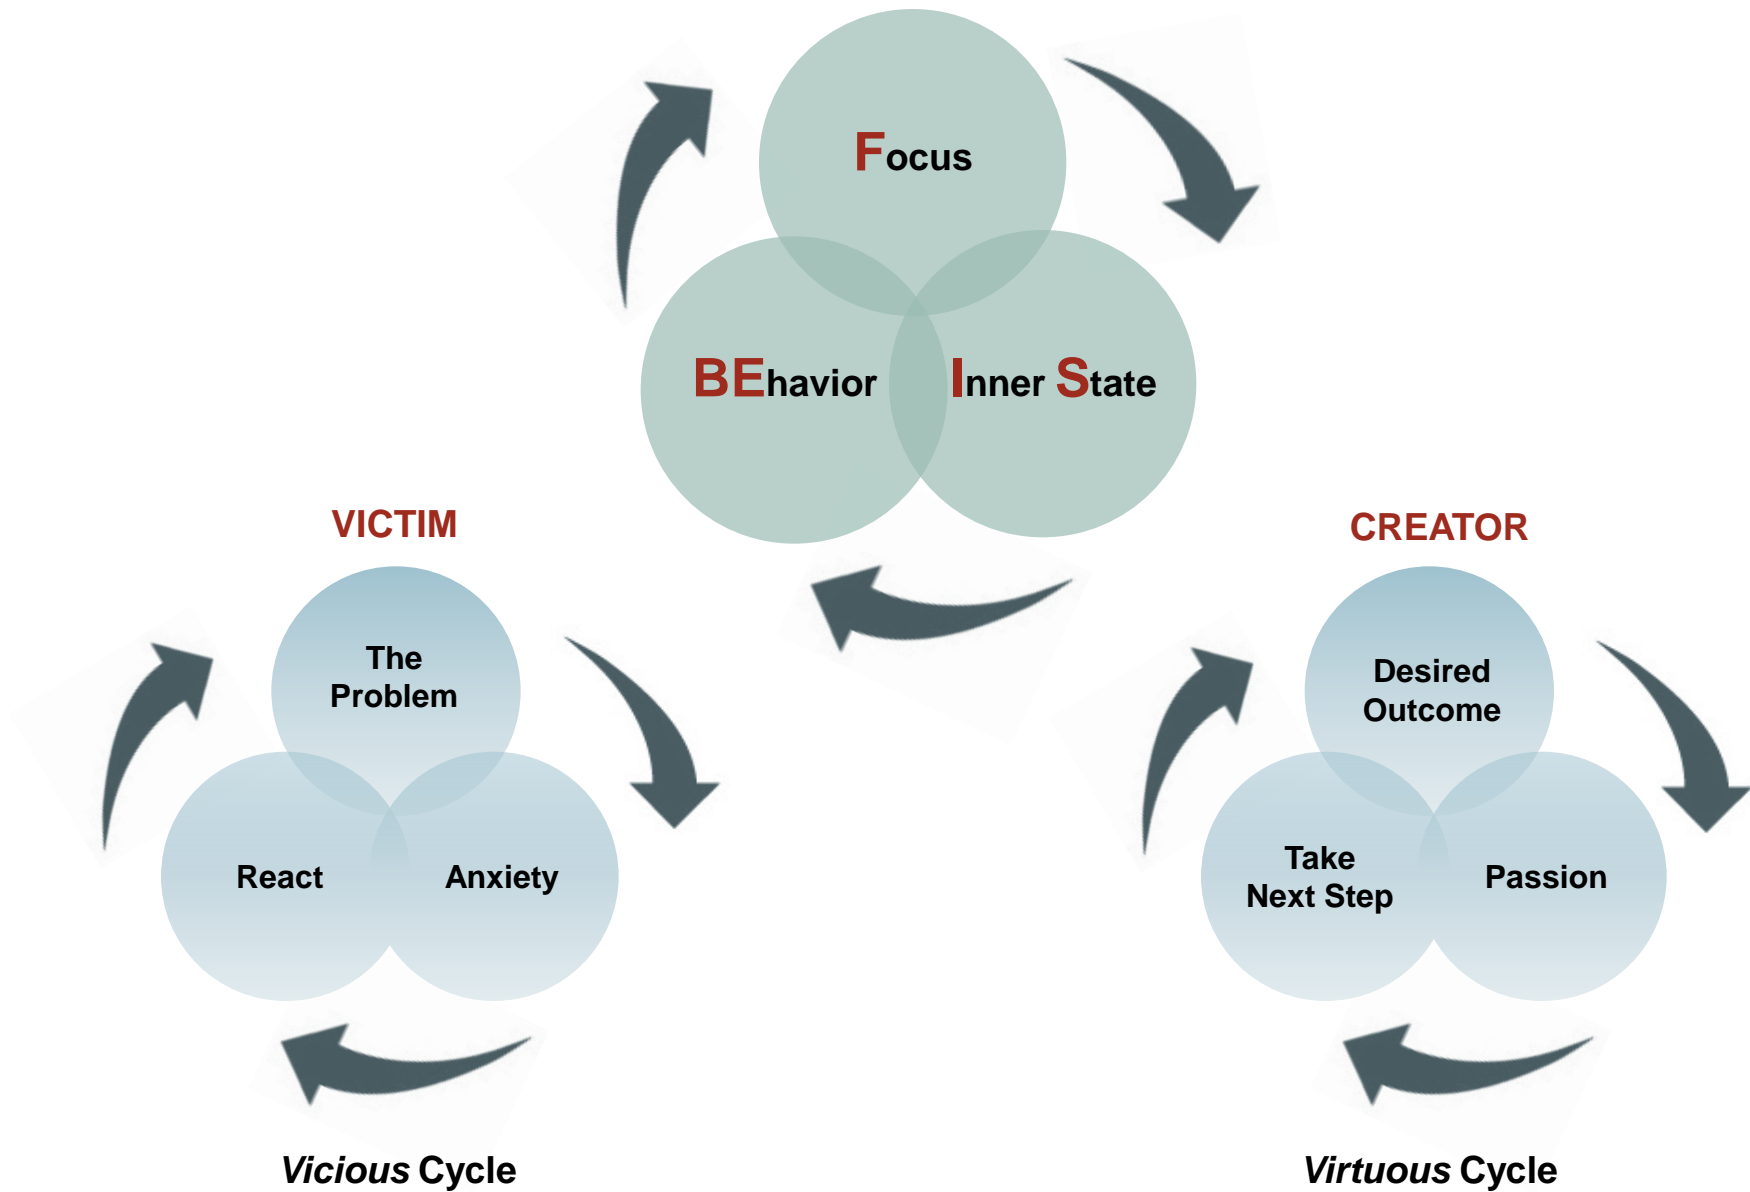 Focus
BEhavior
Inner State
VICTIM
The
Problem
React
Anxiety
Vicious Cycle
CREATOR
Desired
Outcome
Take
Next Step
Passion
Virtuous Cycle